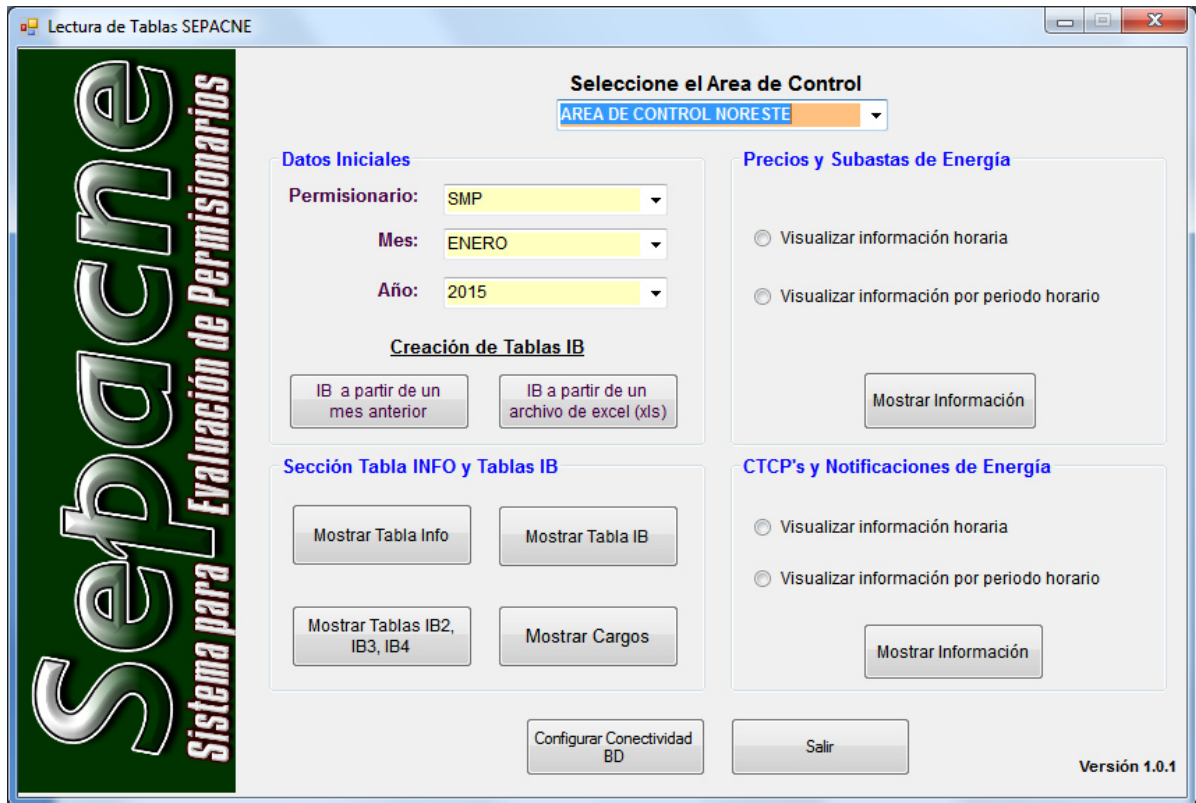 Lectura de Tablas SEPACNE
Sepacne
Sistema para Evaluación de Permisionarios
Seleccione el Area de Control
AREA DE CONTROL NORESTE
Datos Iniciales
Permisionario:
SMP
Mes:
ENERO
Año:
2015
Creación de Tablas IB
IB a partir de un
mes anterior
IB a partir de un
archivo de excel (xls)
Precios y Subastas de Energía
Visualizar información horaria
Visualizar información por periodo horario
Mostrar Información
Sección Tabla INFO y Tablas IB
Mostrar Tabla Info
Mostrar Tabla IB
Mostrar Tablas IB2,
IB3, IB4
Mostrar Cargos
CTCP's y Notificaciones de Energía
Visualizar información horaria
Visualizar información por periodo horario
Mostrar Información
Configurar Conectividad
BD
Salir
Versión 1.0.1